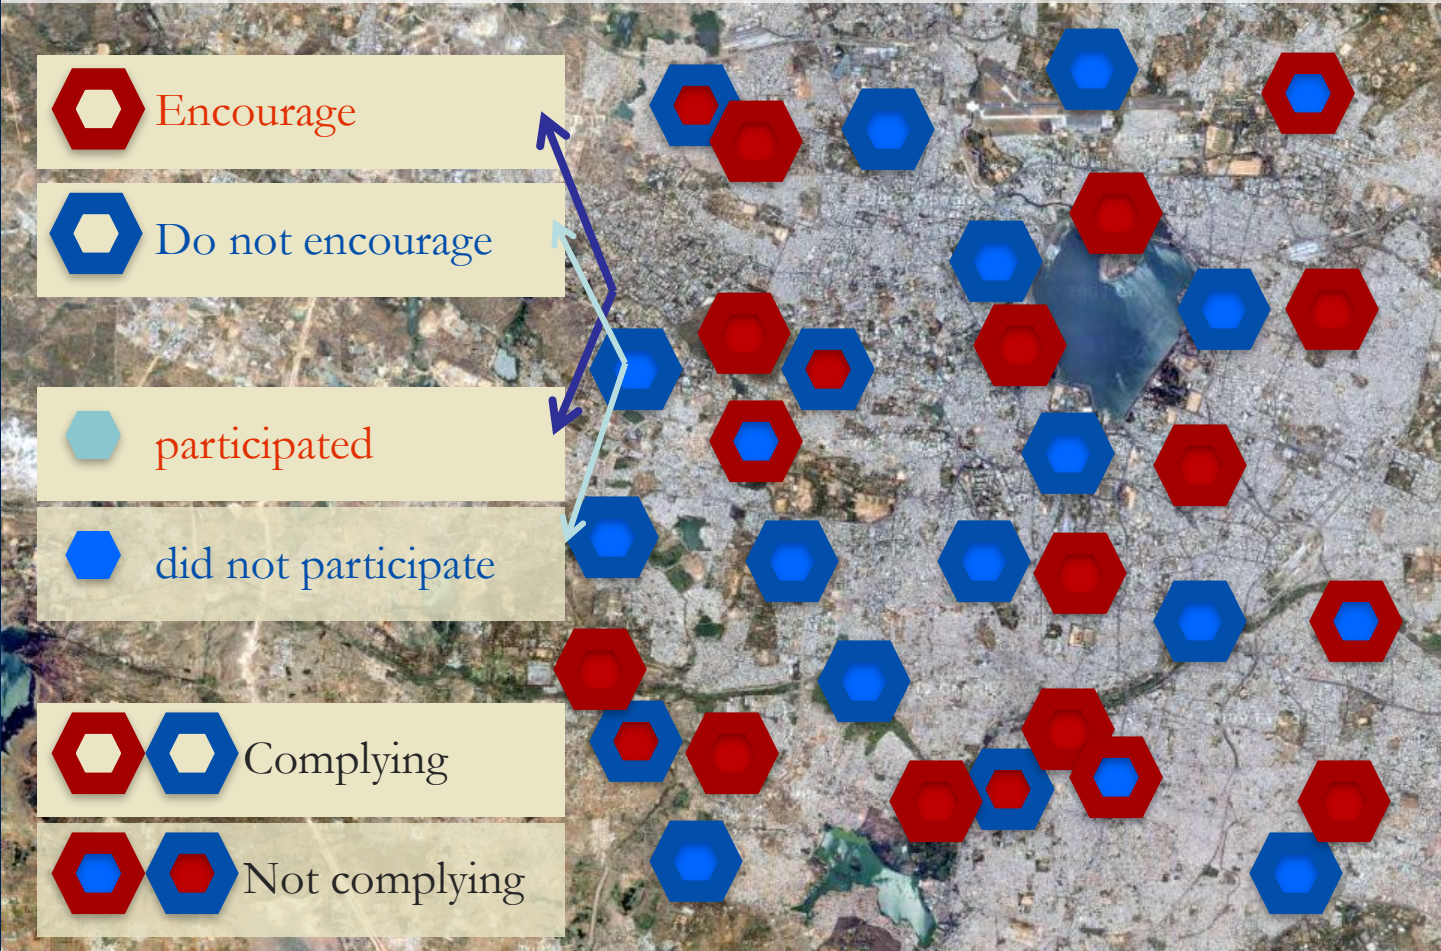 Encourage
Do not encourage
participated
did not participate
Complying
Not complying